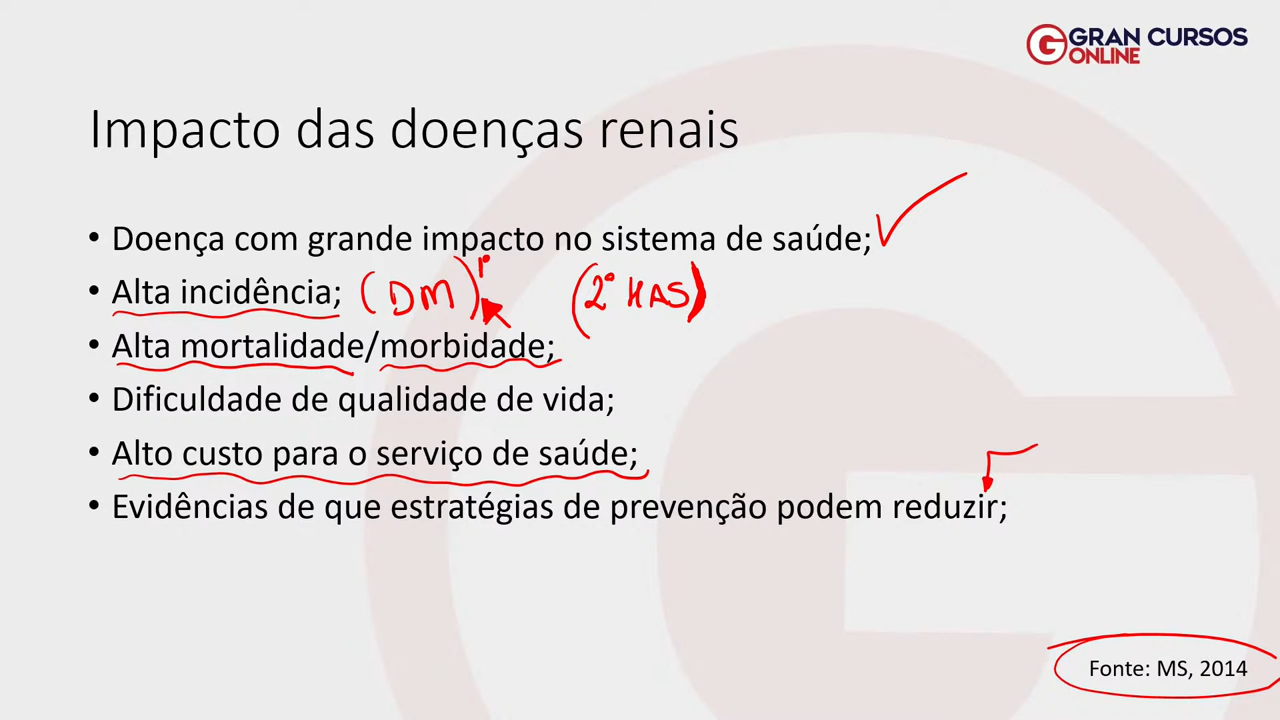 GRAN CURSOS
ONLINE
Impacto das doenças renais
• Doença com grande impacto no sistema de saúde;
• Alta incidência; (DM) 1º (2º HAS)
• Alta mortalidade/morbidade;
• Dificuldade de qualidade de vida;
• Alto custo para o serviço de saúde;
• Evidências de que estratégias de prevenção podem reduzir;
Fonte: MS, 2014